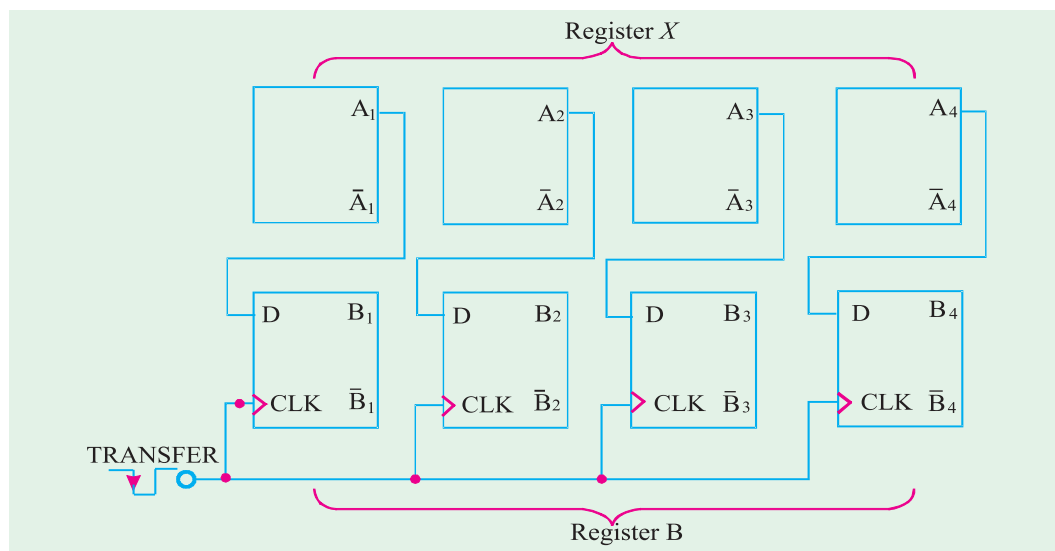 Register X
A1 A2 A3 A4
Ā1 Ā2 Ā3 Ā4
D B1 D B2 D B3 D B4
CLK B̄1 CLK B̄2 CLK B̄3 CLK B̄4
TRANSFER
Register B